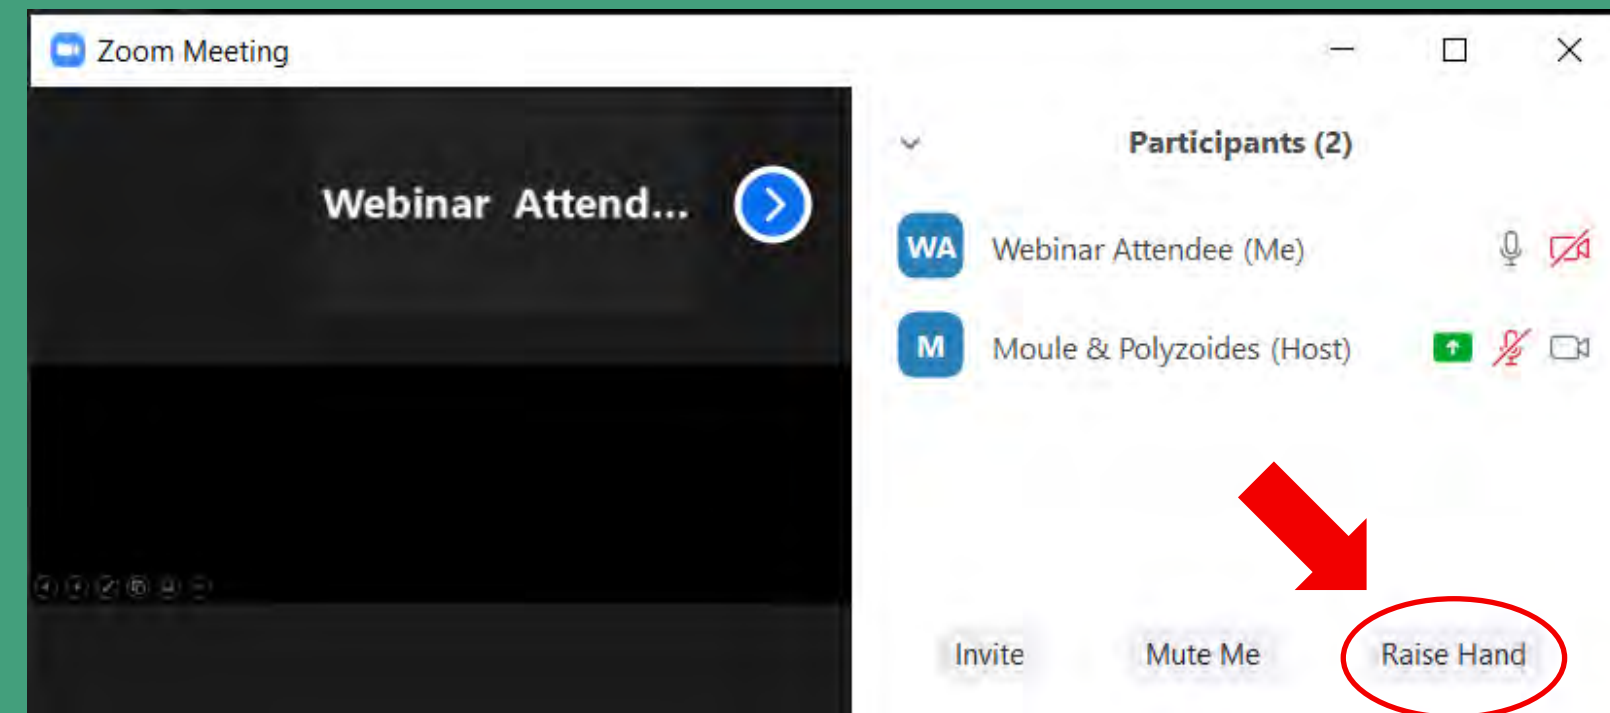 Zoom Meeting
Webinar Attend...
Participants (2)
WA Webinar Attendee (Me)
M Moule & Polyzoides (Host)
Invite Mute Me Raise Hand